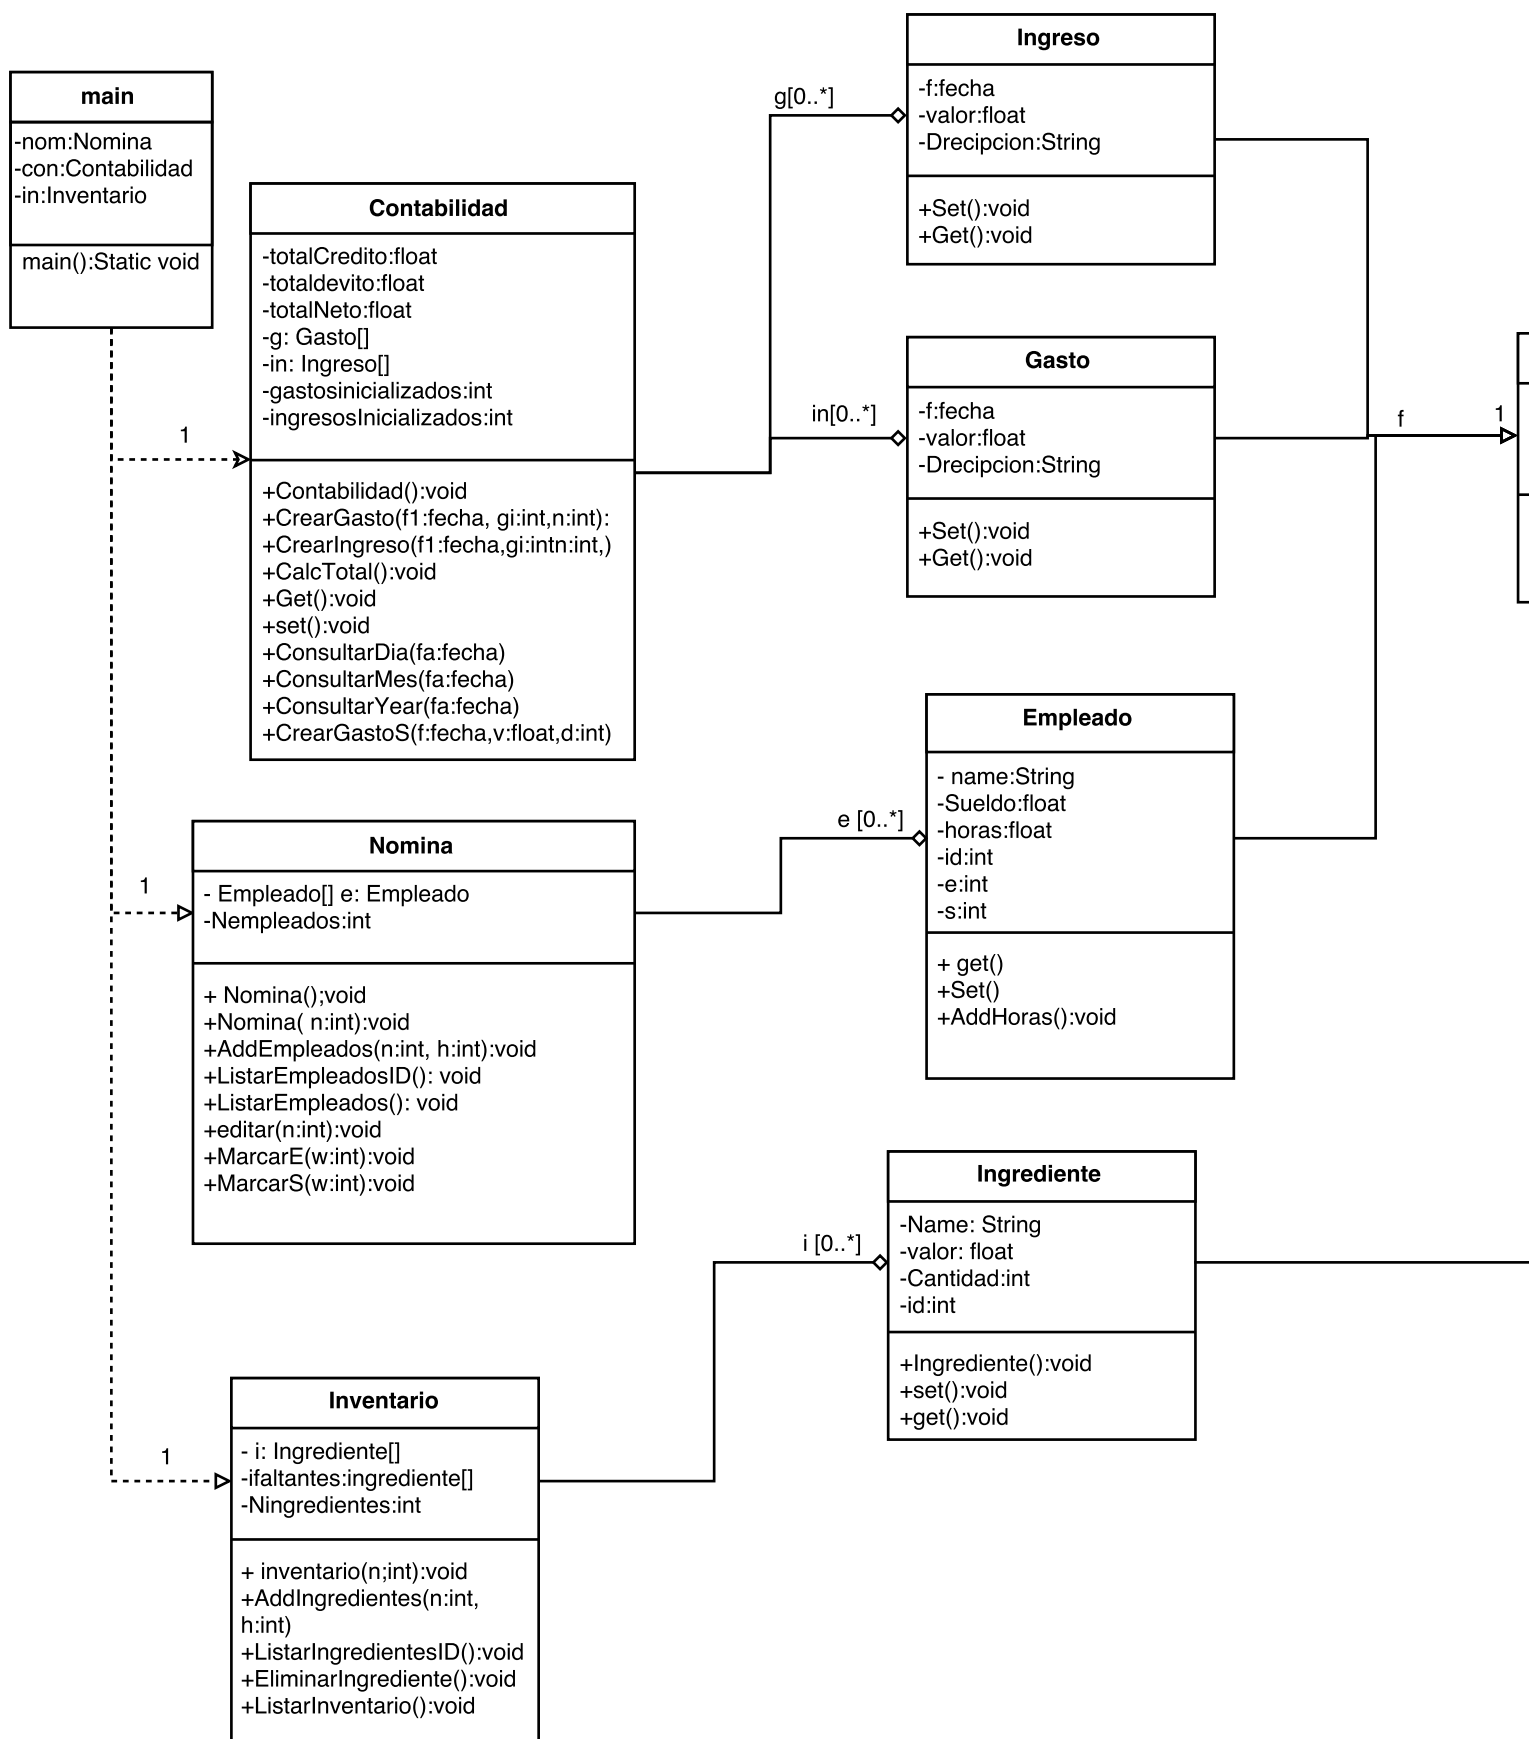 main
-nom:Nomina
-con:Contabilidad
-in:Inventario
main():Static void
Contabilidad
-totalCredito:float
-totaldevito:float
-totalNeto:float
-g: Gasto[]
-in: Ingreso[]
-gastosinicializados:int
-ingresosInicializados:int
+Contabilidad():void
+CrearGasto(f1:fecha, gi:int,n:int):
+CrearIngreso(f1:fecha,gi:intn:int,)
+CalcTotal():void
+Get():void
+set():void
+ConsultarDia(fa:fecha)
+ConsultarMes(fa:fecha)
+ConsultarYear(fa:fecha)
+CrearGastoS(f:fecha,v:float,d:int)
1
g[0..*]
Ingreso
-f:fecha
-valor:float
-Drecipcion:String
+Set():void
+Get():void
in[0..*]
Gasto
-f:fecha
-valor:float
-Drecipcion:String
+Set():void
+Get():void
f
1
1
Nomina
- Empleado[] e: Empleado
-Nempleados:int
+ Nomina();void
+Nomina( n:int):void
+AddEmpleados(n:int, h:int):void
+ListarEmpleadosID(): void
+ListarEmpleados(): void
+editar(n:int):void
+MarcarE(w:int):void
+MarcarS(w:int):void
e [0..*]
Empleado
- name:String
-Sueldo:float
-horas:float
-id:int
-e:int
-s:int
+ get()
+Set()
+AddHoras():void
1
Inventario
- i: Ingrediente[]
-ifaltantes:ingrediente[]
-Ningredientes:int
+ inventario(n;int):void
+AddIngredientes(n:int,
h:int)
+ListarIngredientesID():void
+EliminarIngrediente():void
+ListarInventario():void
i [0..*]
Ingrediente
-Name: String
-valor: float
-Cantidad:int
-id:int
+Ingrediente():void
+set():void
+get():void